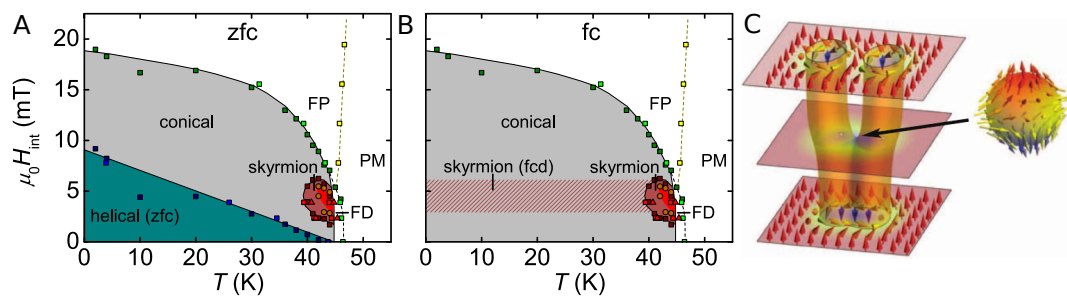 A
zfc
μ₀H_int (mT)
20
15
10
5
0
conical
FP
PM
skyrmion
helical (zfc)
FD
0
10
20
30
40
50
T (K)
B
fc
conical
FP
PM
skyrmion (fcd)
skyrmion
FD
0
10
20
30
40
50
T (K)
C